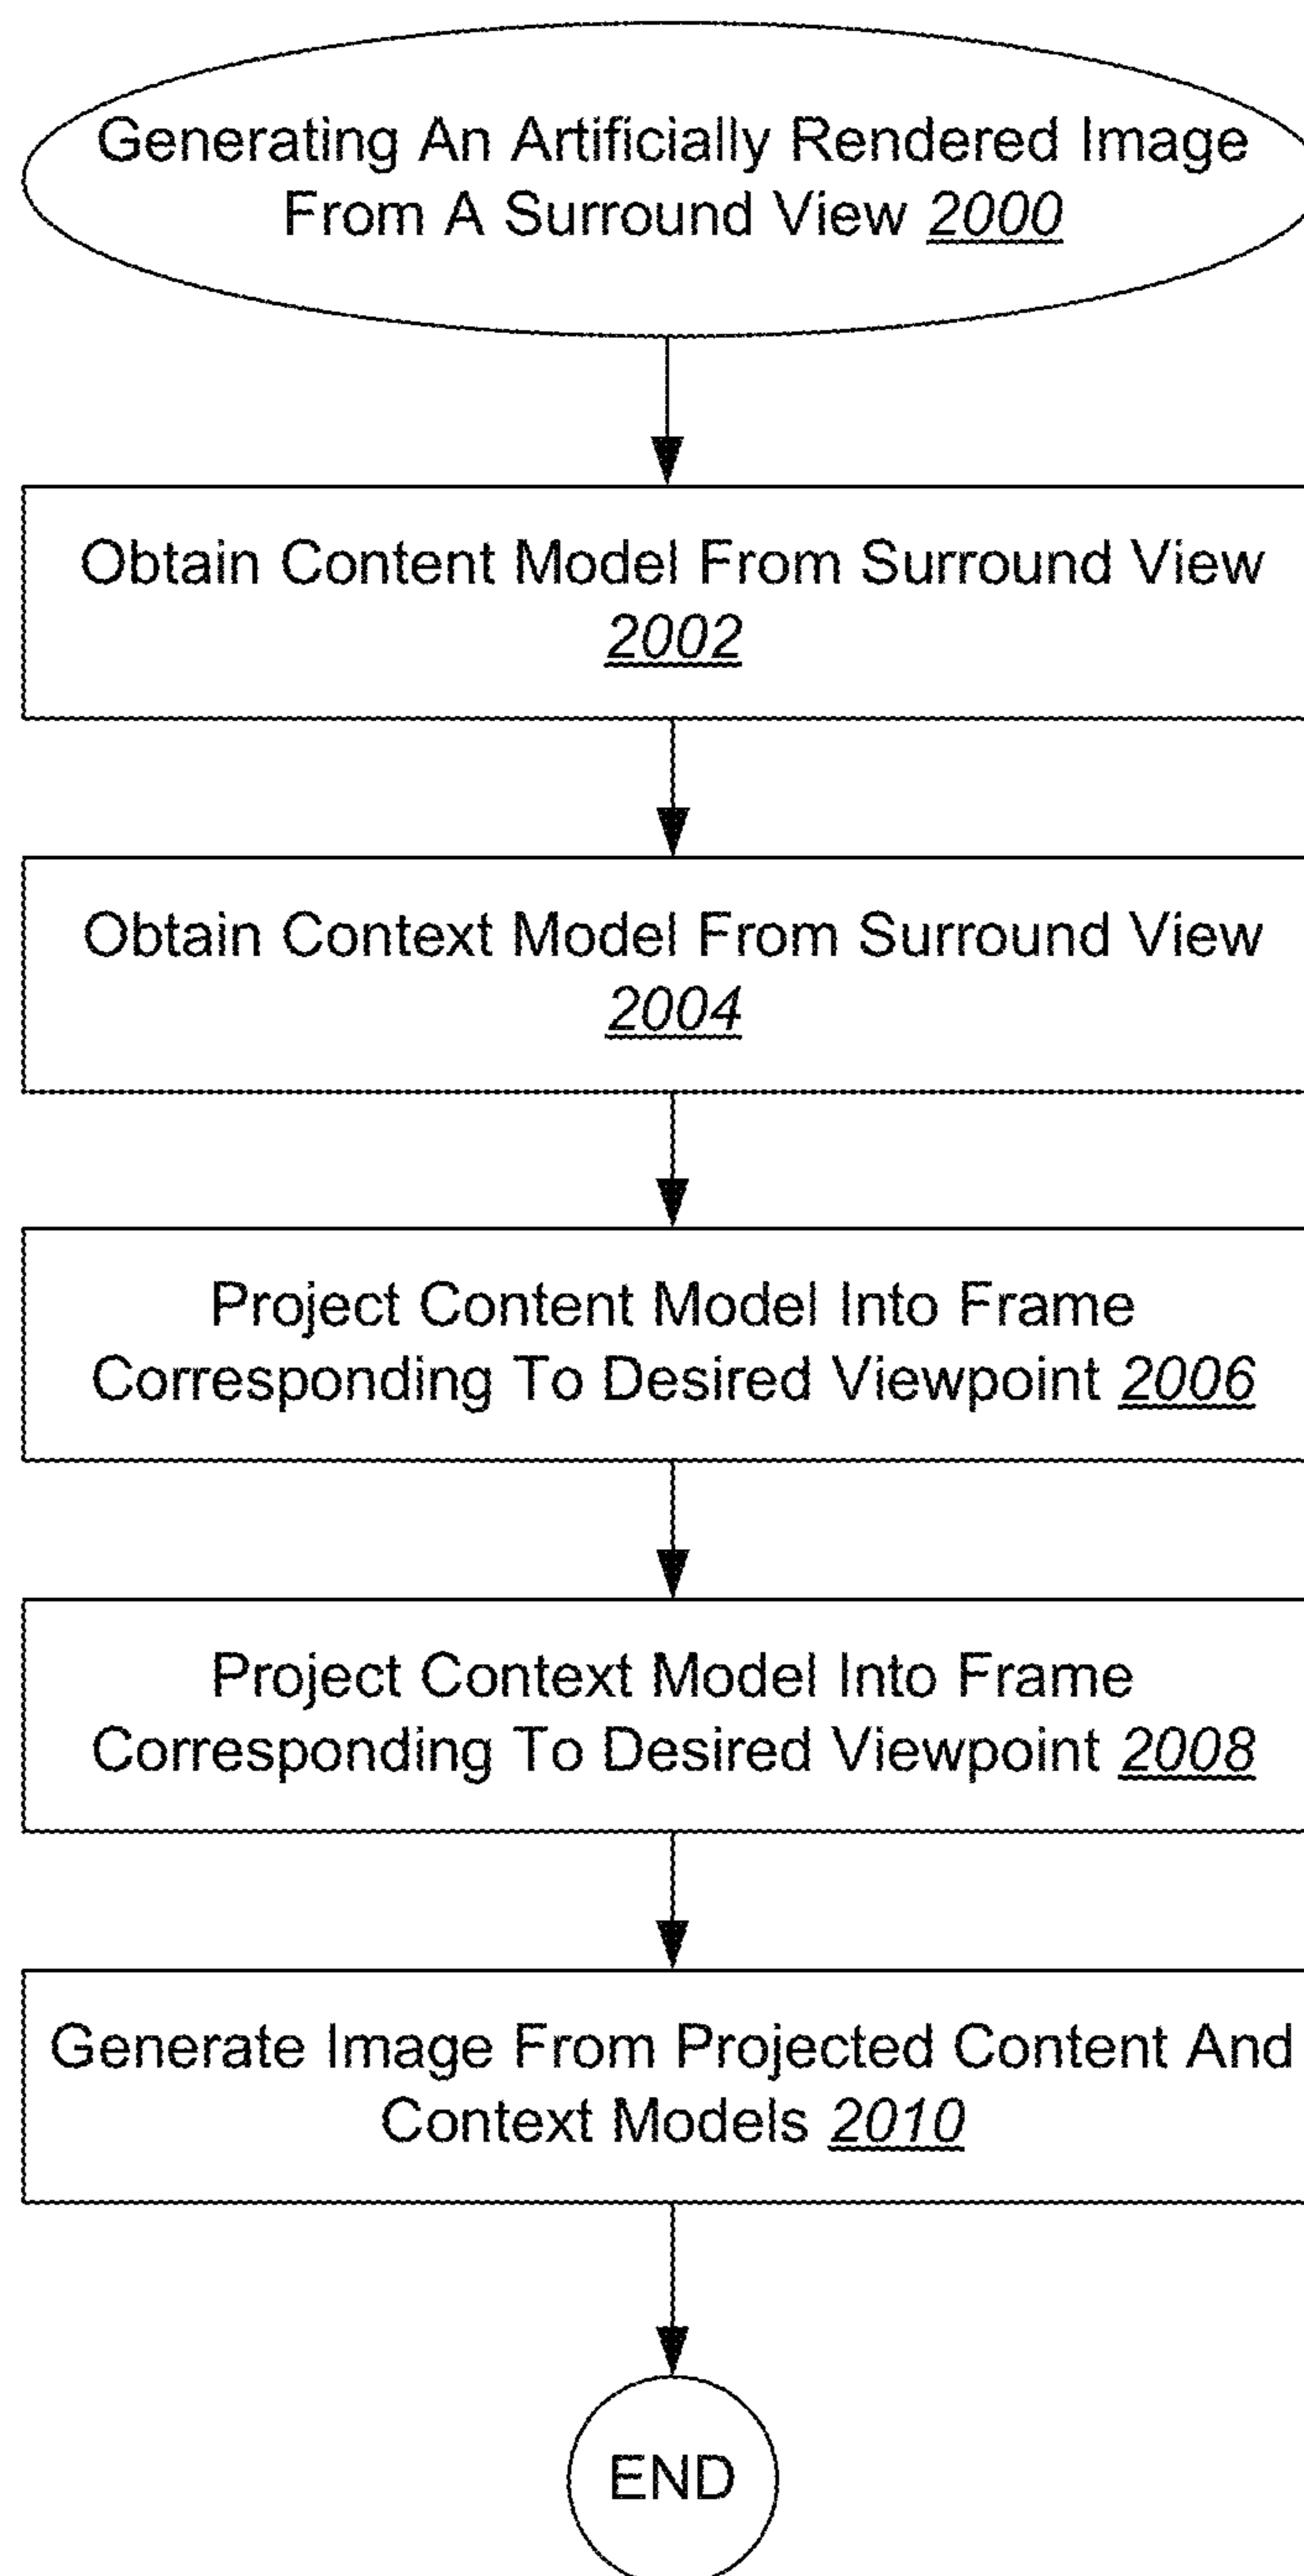 Generating An Artificially Rendered Image
From A Surround View 2000
Obtain Content Model From Surround View
2002
Obtain Context Model From Surround View
2004
Project Content Model Into Frame
Corresponding To Desired Viewpoint 2006
Project Context Model Into Frame
Corresponding To Desired Viewpoint 2008
Generate Image From Projected Content And
Context Models 2010
END